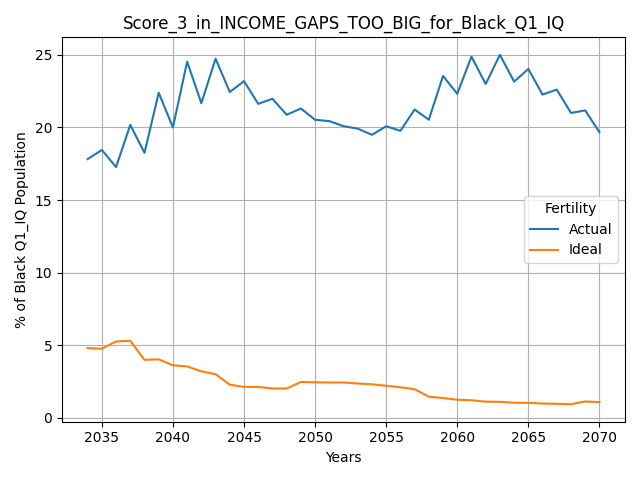 Score_3_in_INCOME_GAPS_TOO_BIG_for_Black_Q1_IQ
% of Black Q1_IQ Population
25
20
15
10
5
0
Fertility
Actual
Ideal
2035 2040 2045 2050 2055 2060 2065 2070
Years